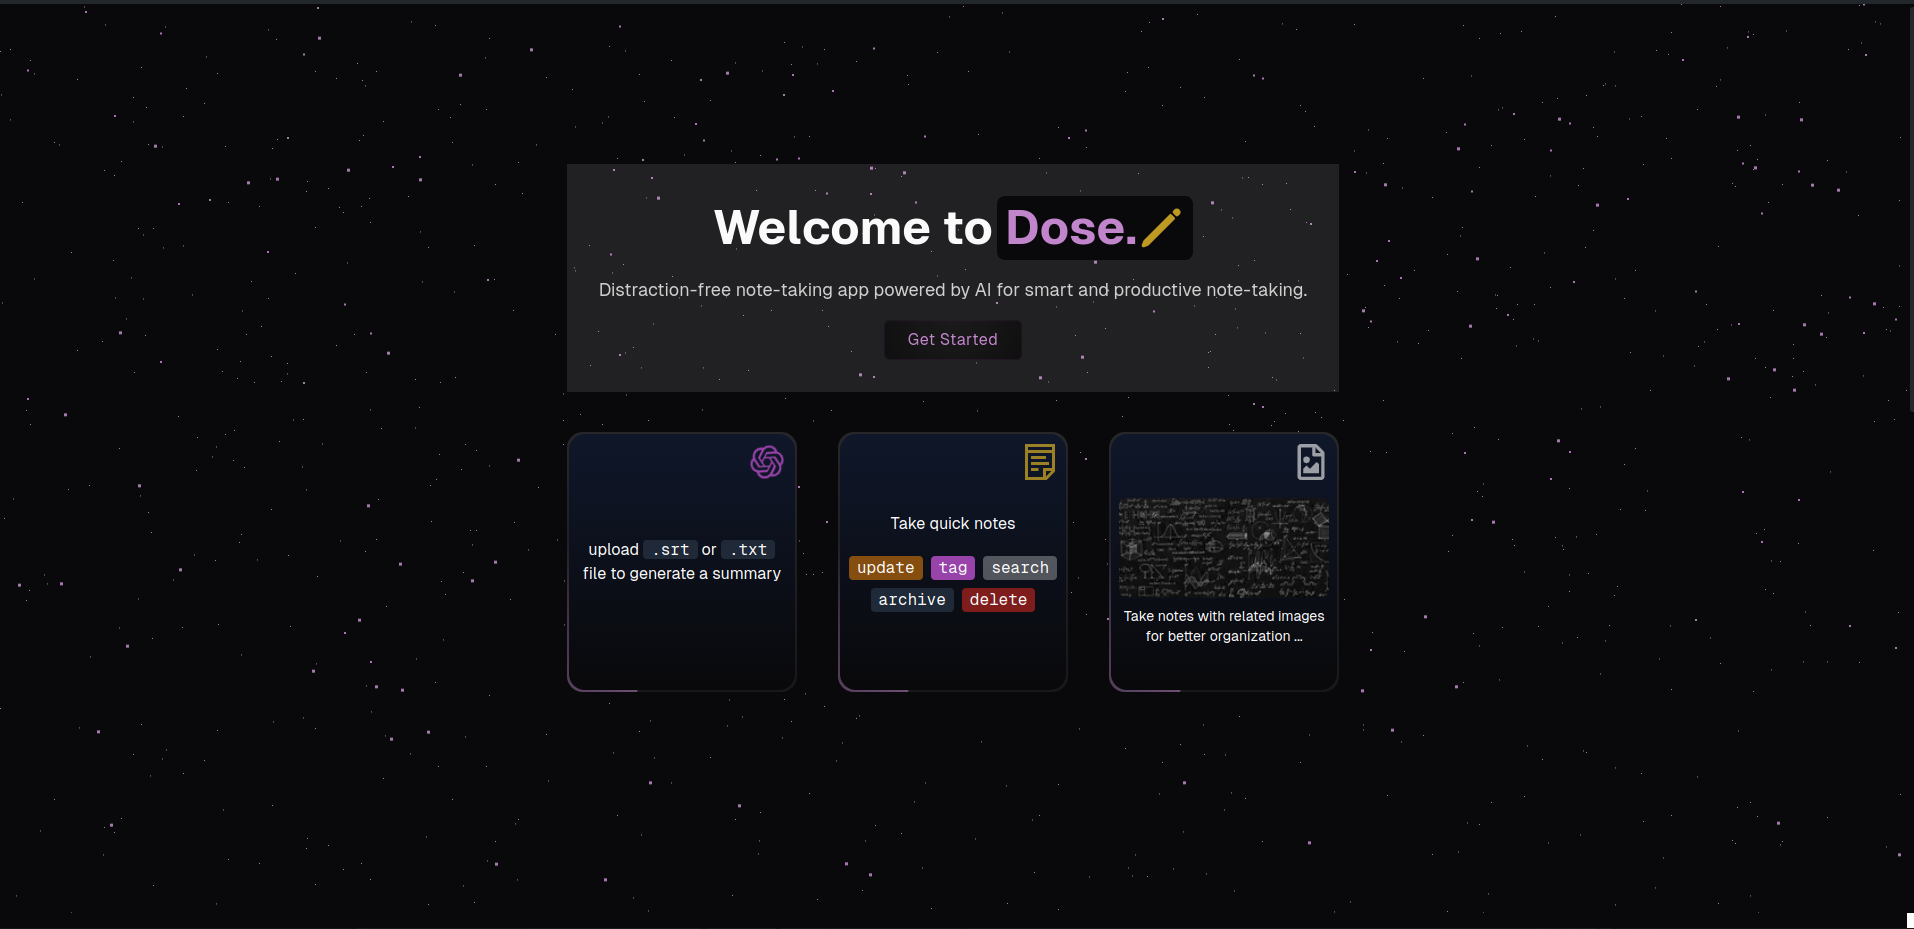 Welcome to Dose.
Distraction-free note-taking app powered by AI for smart and productive note-taking.
Get Started
upload .srt or .txt
file to generate a summary
Take quick notes
update tag search
archive delete
Take notes with related images
for better organization ...